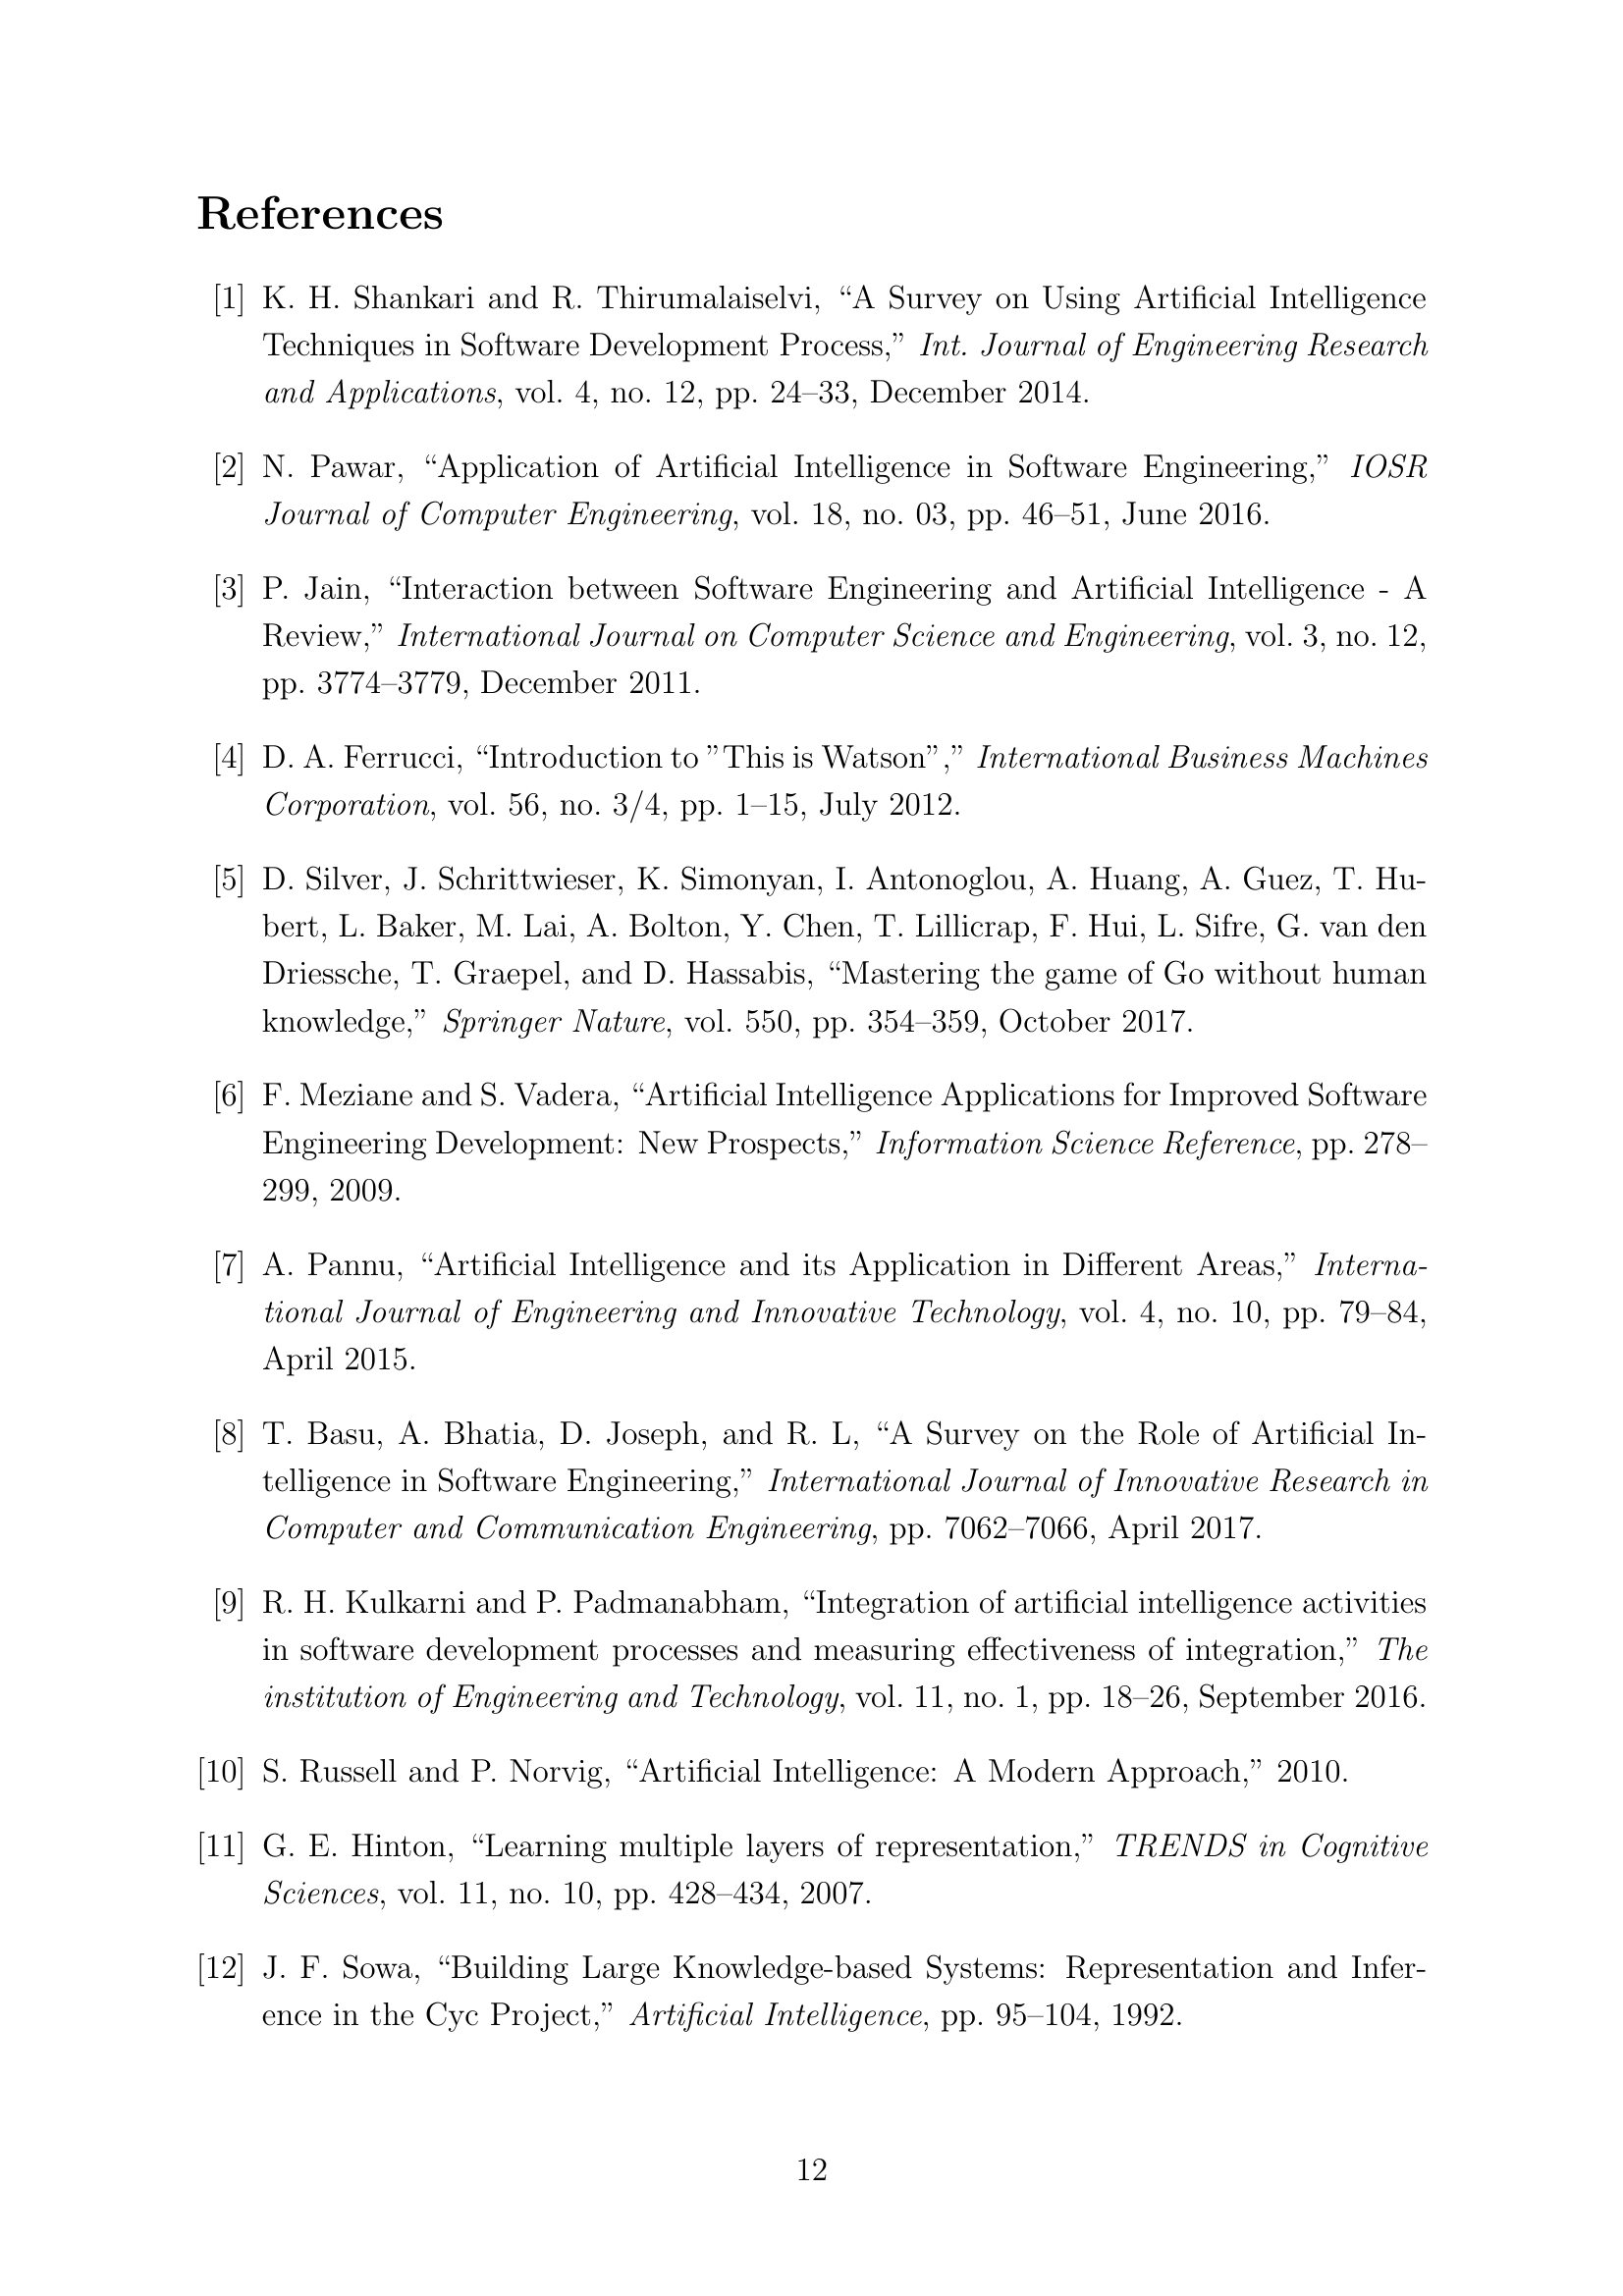 References
[1] K. H. Shankari and R. Thirumalaiselvi, “A Survey on Using Artificial Intelligence
Techniques in Software Development Process,” Int. Journal of Engineering Research
and Applications, vol. 4, no. 12, pp. 24–33, December 2014.
[2] N. Pawar, “Application of Artificial Intelligence in Software Engineering,” IOSR
Journal of Computer Engineering, vol. 18, no. 03, pp. 46–51, June 2016.
[3] P. Jain, “Interaction between Software Engineering and Artificial Intelligence - A
Review,” International Journal on Computer Science and Engineering, vol. 3, no. 12,
pp. 3774–3779, December 2011.
[4] D. A. Ferrucci, “Introduction to ”This is Watson”,” International Business Machines
Corporation, vol. 56, no. 3/4, pp. 1–15, July 2012.
[5] D. Silver, J. Schrittwieser, K. Simonyan, I. Antonoglou, A. Huang, A. Guez, T. Hu-
bert, L. Baker, M. Lai, A. Bolton, Y. Chen, T. Lillicrap, F. Hui, L. Sifre, G. van den
Driessche, T. Graepel, and D. Hassabis, “Mastering the game of Go without human
knowledge,” Springer Nature, vol. 550, pp. 354–359, October 2017.
[6] F. Meziane and S. Vadera, “Artificial Intelligence Applications for Improved Software
Engineering Development: New Prospects,” Information Science Reference, pp. 278–
299, 2009.
[7] A. Pannu, “Artificial Intelligence and its Application in Different Areas,” Interna-
tional Journal of Engineering and Innovative Technology, vol. 4, no. 10, pp. 79–84,
April 2015.
[8] T. Basu, A. Bhatia, D. Joseph, and R. L, “A Survey on the Role of Artificial In-
telligence in Software Engineering,” International Journal of Innovative Research in
Computer and Communication Engineering, pp. 7062–7066, April 2017.
[9] R. H. Kulkarni and P. Padmanabham, “Integration of artificial intelligence activities
in software development processes and measuring effectiveness of integration,” The
institution of Engineering and Technology, vol. 11, no. 1, pp. 18–26, September 2016.
[10] S. Russell and P. Norvig, “Artificial Intelligence: A Modern Approach,” 2010.
[11] G. E. Hinton, “Learning multiple layers of representation,” TRENDS in Cognitive
Sciences, vol. 11, no. 10, pp. 428–434, 2007.
[12] J. F. Sowa, “Building Large Knowledge-based Systems: Representation and Infer-
ence in the Cyc Project,” Artificial Intelligence, pp. 95–104, 1992.
12